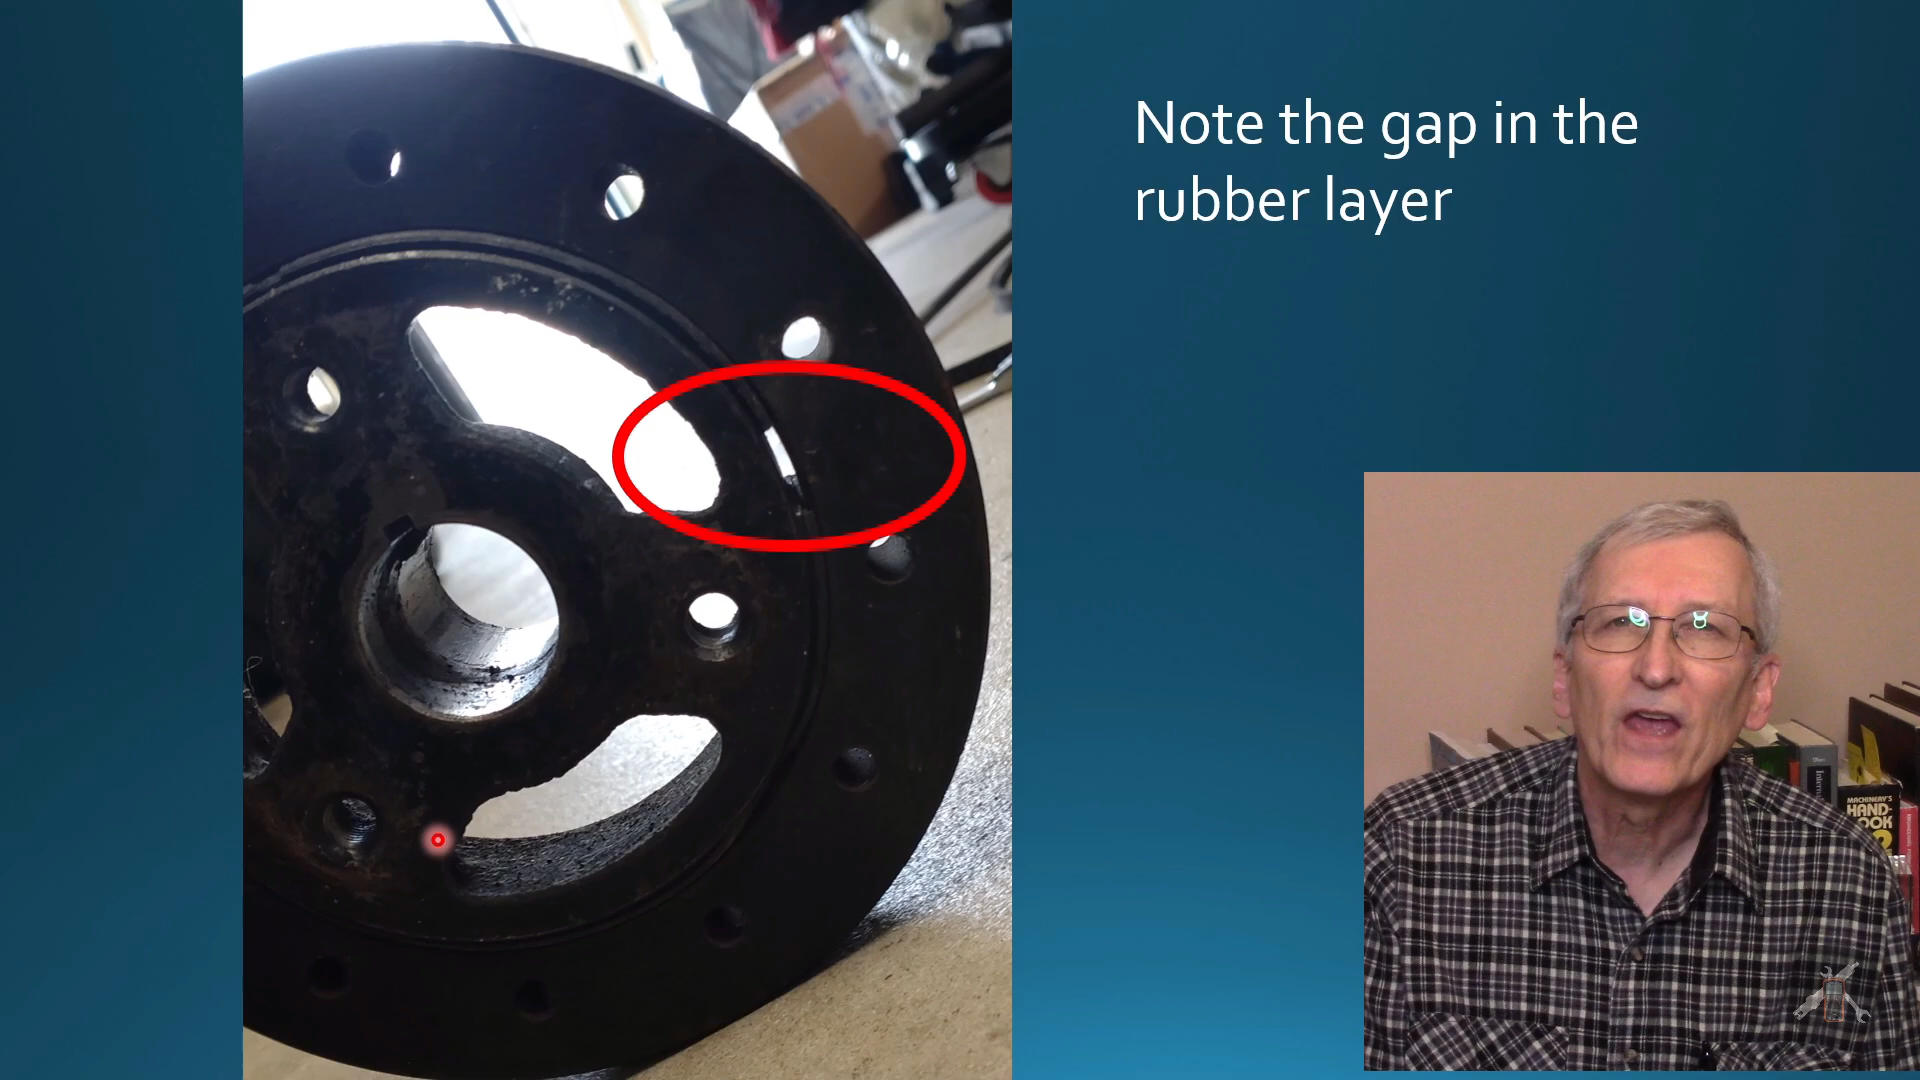 Note the gap in the
rubber layer
MACHINERY'S
HAND-